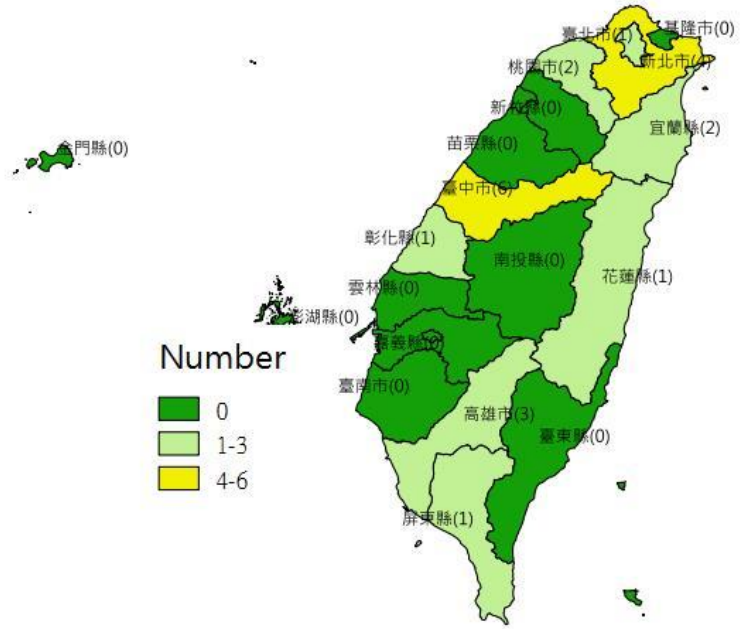 臺北市(1)
基隆市(0)
新北市(4)
桃園市(2)
新竹縣(0)
宜蘭縣(2)
苗栗縣(0)
金門縣(0)
臺中市(6)
彰化縣(1)
南投縣(0)
花蓮縣(1)
雲林縣(0)
澎湖縣(0)
嘉義縣(0)
臺南市(0)
高雄市(3)
臺東縣(0)
屏東縣(1)
Number
0
1-3
4-6